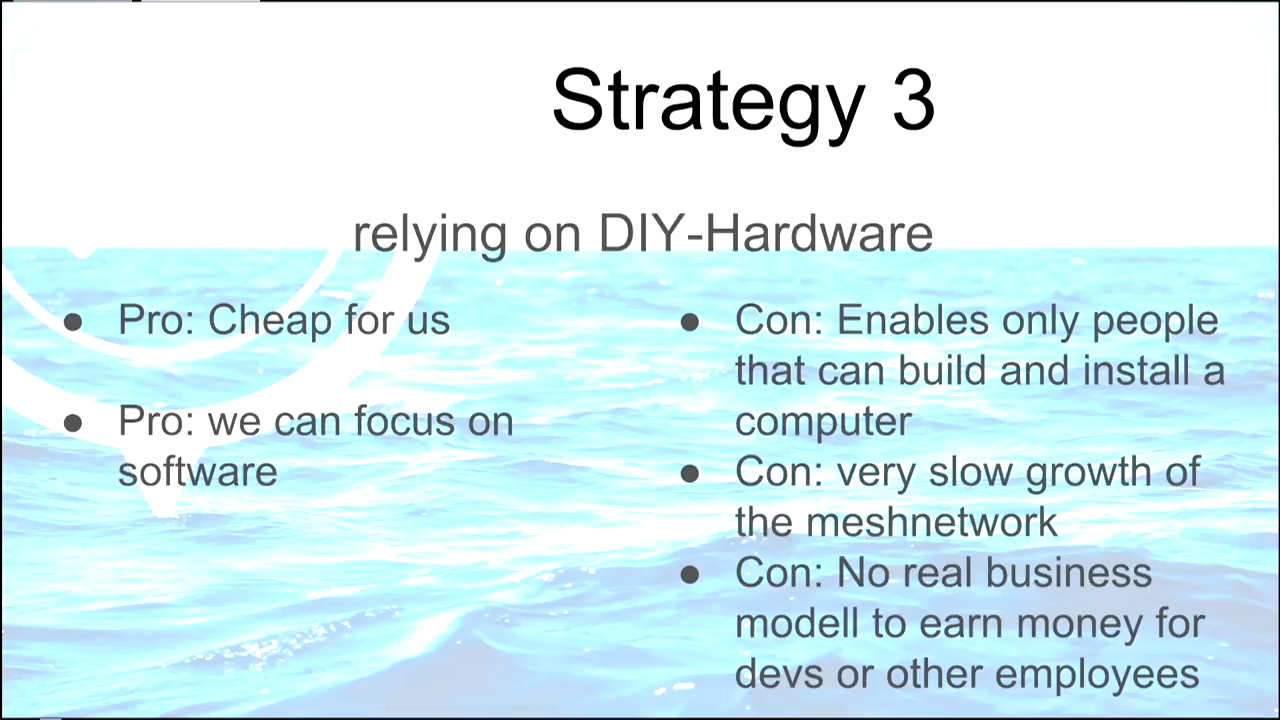 Strategy 3
relying on DIY-Hardware
● Pro: Cheap for us
● Pro: we can focus on
software
● Con: Enables only people
that can build and install a
computer
● Con: very slow growth of
the meshnetwork
● Con: No real business
modell to earn money for
devs or other employees